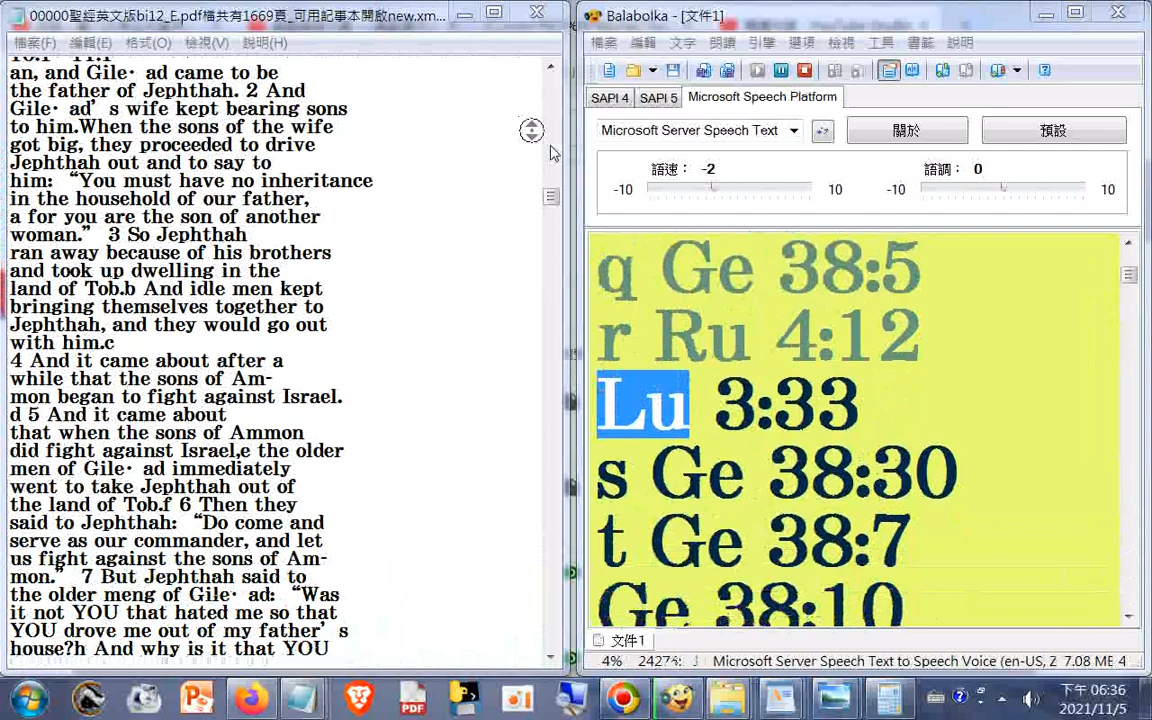 00000聖經英文版bi12_E.pdf檔共有1669頁_可用記事本開啟new.xm...
檔案(F) 編輯(E) 格式(O) 檢視(V) 說明(H)
an, and Gile· ad came to be
the father of Jephthah. 2 And
Gile· ad’ s wife kept bearing sons
to him.When the sons of the wife
got big, they proceeded to drive
Jephthah out and to say to
him: “You must have no inheritance
in the household of our father,
a for you are the son of another
woman.” 3 So Jephthah
ran away because of his brothers
and took up dwelling in the
land of Tob.b And idle men kept
bringing themselves together to
Jephthah, and they would go out
with him.c
4 And it came about after a
while that the sons of Am-
mon began to fight against Israel.
d 5 And it came about
that when the sons of Ammon
did fight against Israel,e the older
men of Gile· ad immediately
went to take Jephthah out of
the land of Tob.f 6 Then they
said to Jephthah: “Do come and
serve as our commander, and let
us fight against the sons of Am-
mon.” 7 But Jephthah said to
the older meng of Gile· ad: “Was
it not YOU that hated me so that
YOU drove me out of my father’ s
house?h And why is it that YOU
Balabolka - [文件1]
檔案 編輯 文字 朗讀 引擎 選項 檢視 工具 書籤 說明
SAPI 4 SAPI 5 Microsoft Speech Platform
Microsoft Server Speech Text 關於 預設
語速: -2 語調: 0
-10 10 -10 10
q Ge 38:5
r Ru 4:12
Lu 3:33
s Ge 38:30
t Ge 38:7
Ge 38:10
文件1
4% Microsoft Server Speech Text to Speech Voice (en-US, Z 7.08 MB 4
PDF
下午 06:36
2021/11/5